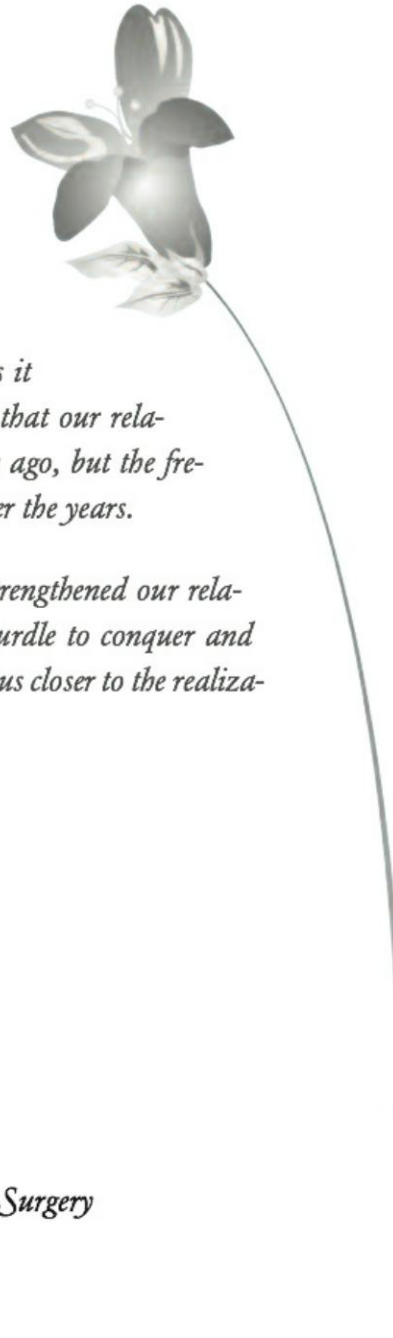 s it
that our rela-
ago, but the fre-
er the years.
rengthened our rela-
urdle to conquer and
us closer to the realiza-
Surgery